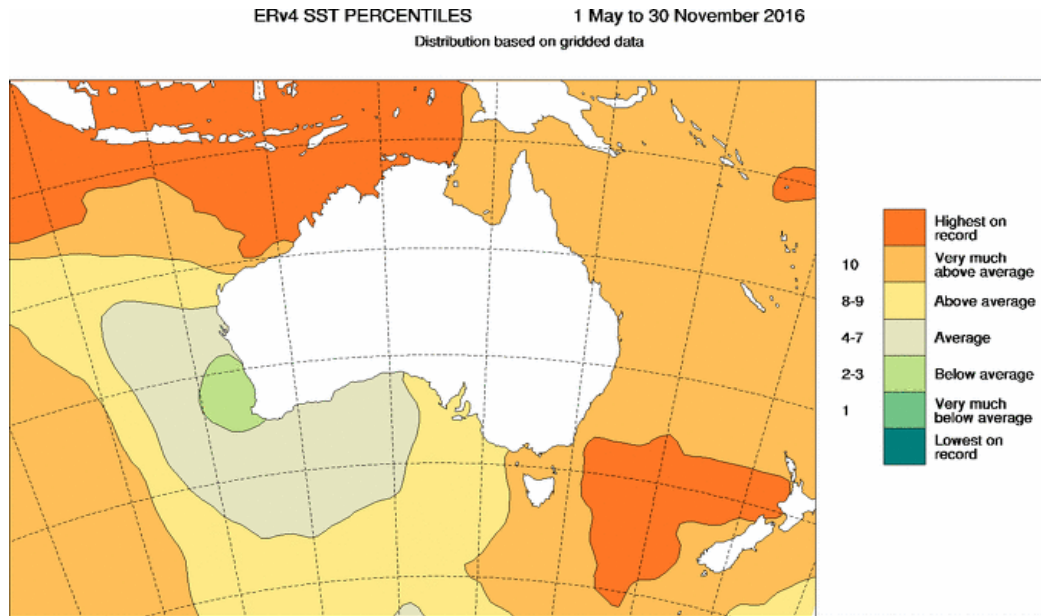 ERv4 SST PERCENTILES 1 May to 30 November 2016
Distribution based on gridded data
Highest on
record
10 Very much
above average
8-9 Above average
4-7 Average
2-3 Below average
1 Very much
below average
Lowest on
record